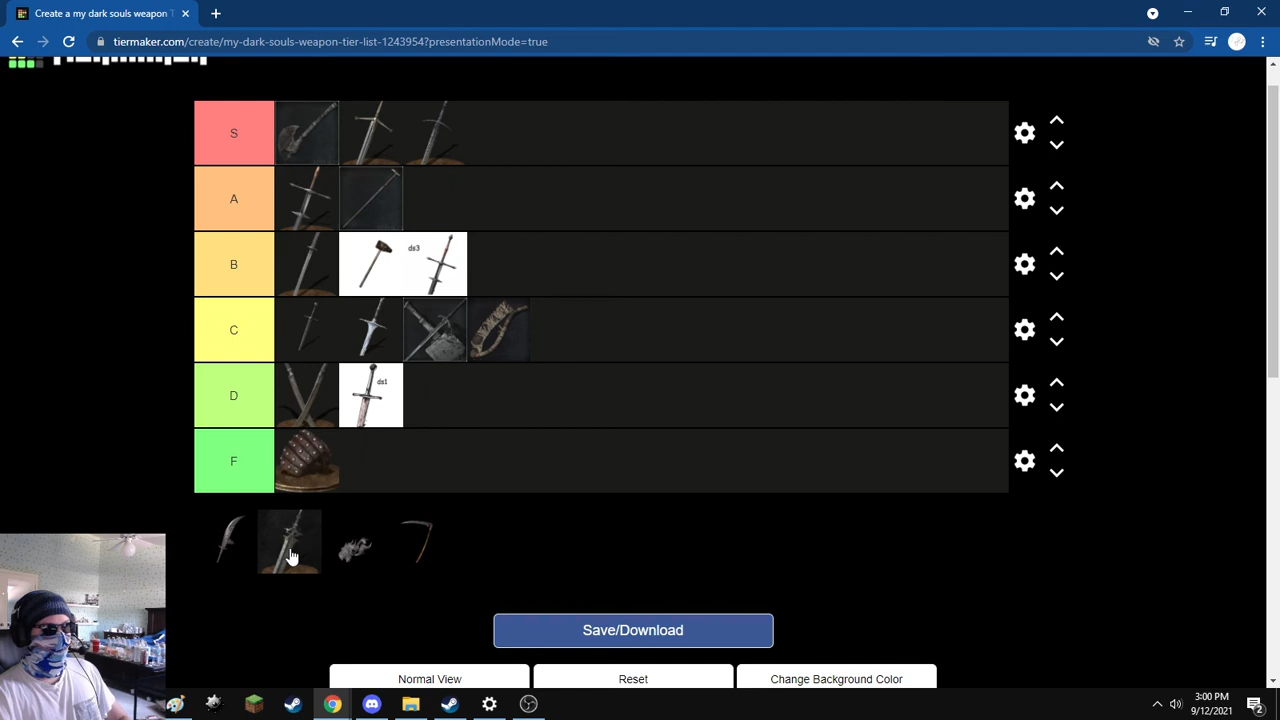 Create a my dark souls weapon T
tiermaker.com/create/my-dark-souls-weapon-tier-list-1243954?presentationMode=true
S
A
B
ds3
C
D
ds1
F
Save/Download
Normal View
Reset
Change Background Color
3:00 PM
9/12/2021
2